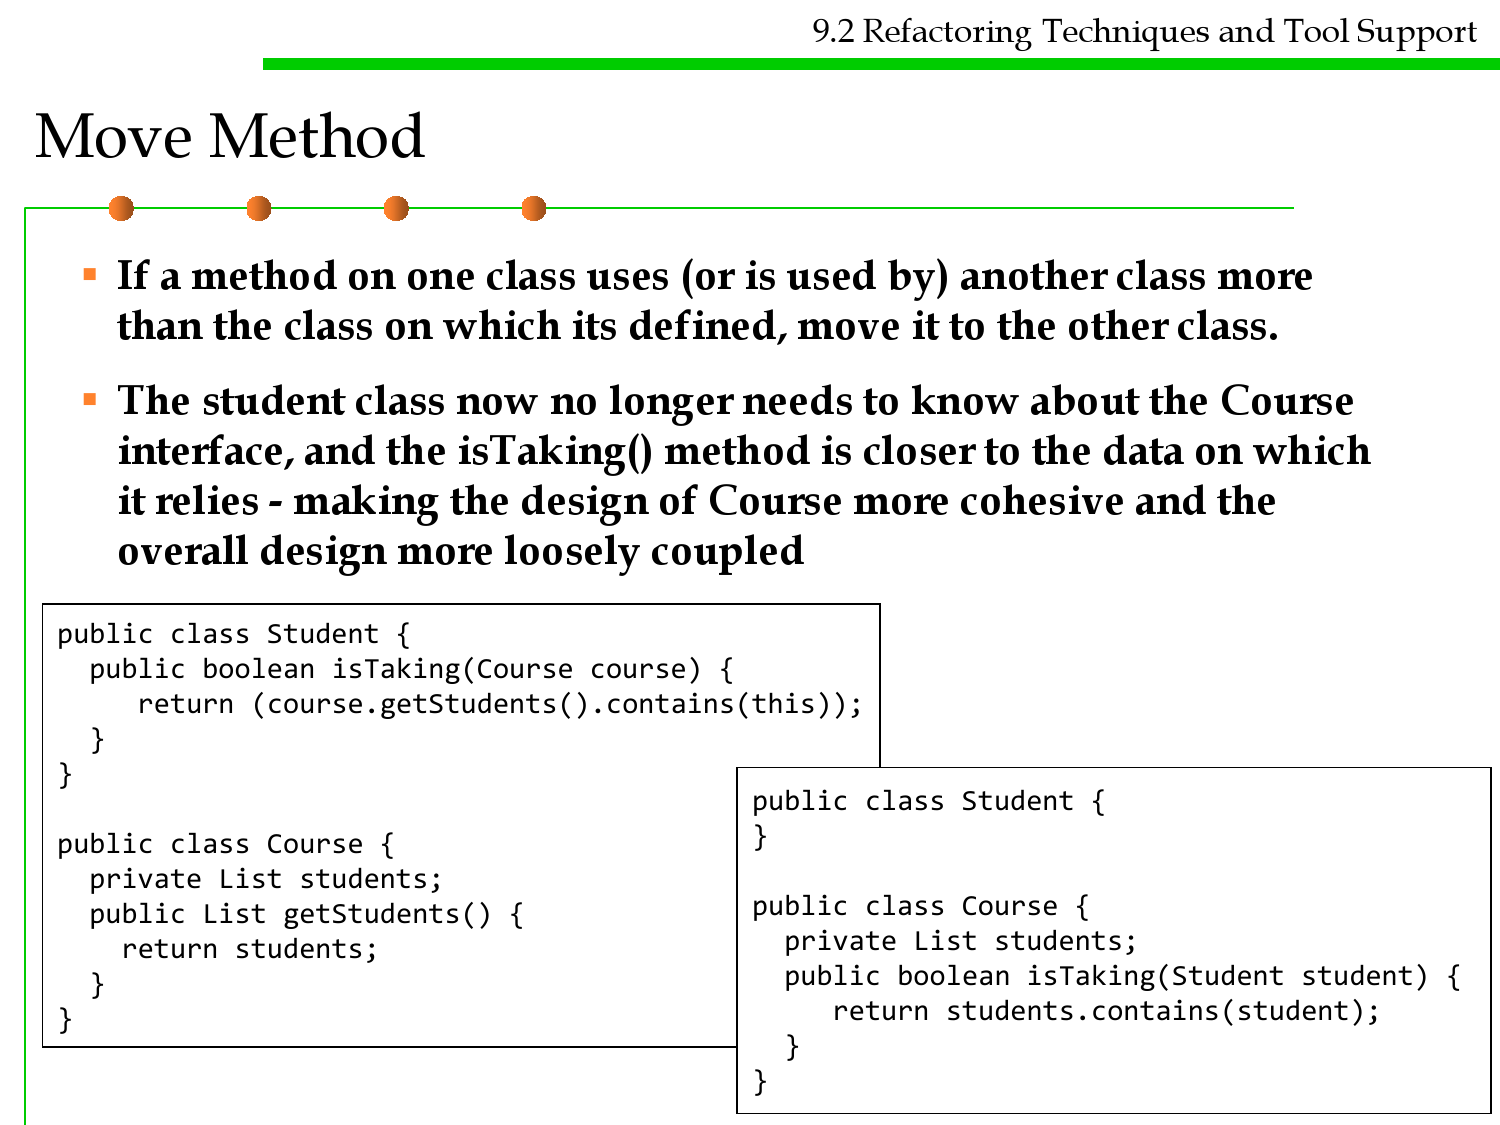 9.2 Refactoring Techniques and Tool Support
Move Method
▪ If a method on one class uses (or is used by) another class more
than the class on which its defined, move it to the other class.
▪ The student class now no longer needs to know about the Course
interface, and the isTaking() method is closer to the data on which
it relies - making the design of Course more cohesive and the
overall design more loosely coupled
public class Student {
  public boolean isTaking(Course course) {
     return (course.getStudents().contains(this));
  }
}

public class Course {
  private List students;
  public List getStudents() {
    return students;
  }
}
public class Student {
}

public class Course {
  private List students;
  public boolean isTaking(Student student) {
     return students.contains(student);
  }
}